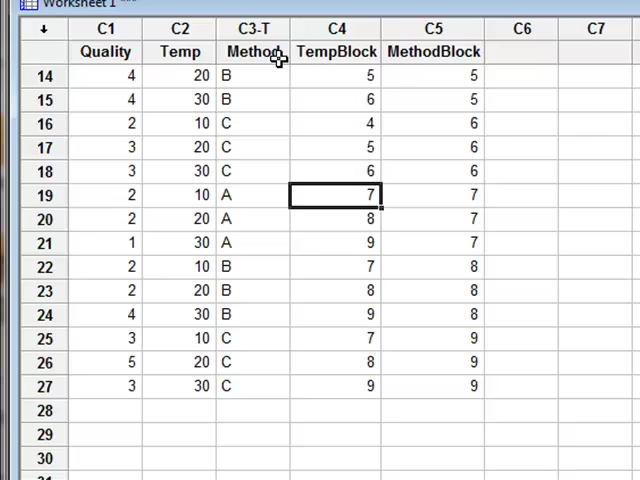 Worksheet 1 ***
C1 C2 C3-T C4 C5 C6 C7
Quality Temp Method TempBlock MethodBlock
14 4 20 B 5 5
15 4 30 B 6 5
16 2 10 C 4 6
17 3 20 C 5 6
18 3 30 C 6 6
19 2 10 A 7 7
20 2 20 A 8 7
21 1 30 A 9 7
22 2 10 B 7 8
23 2 20 B 8 8
24 4 30 B 9 8
25 3 10 C 7 9
26 5 20 C 8 9
27 3 30 C 9 9
28
29
30